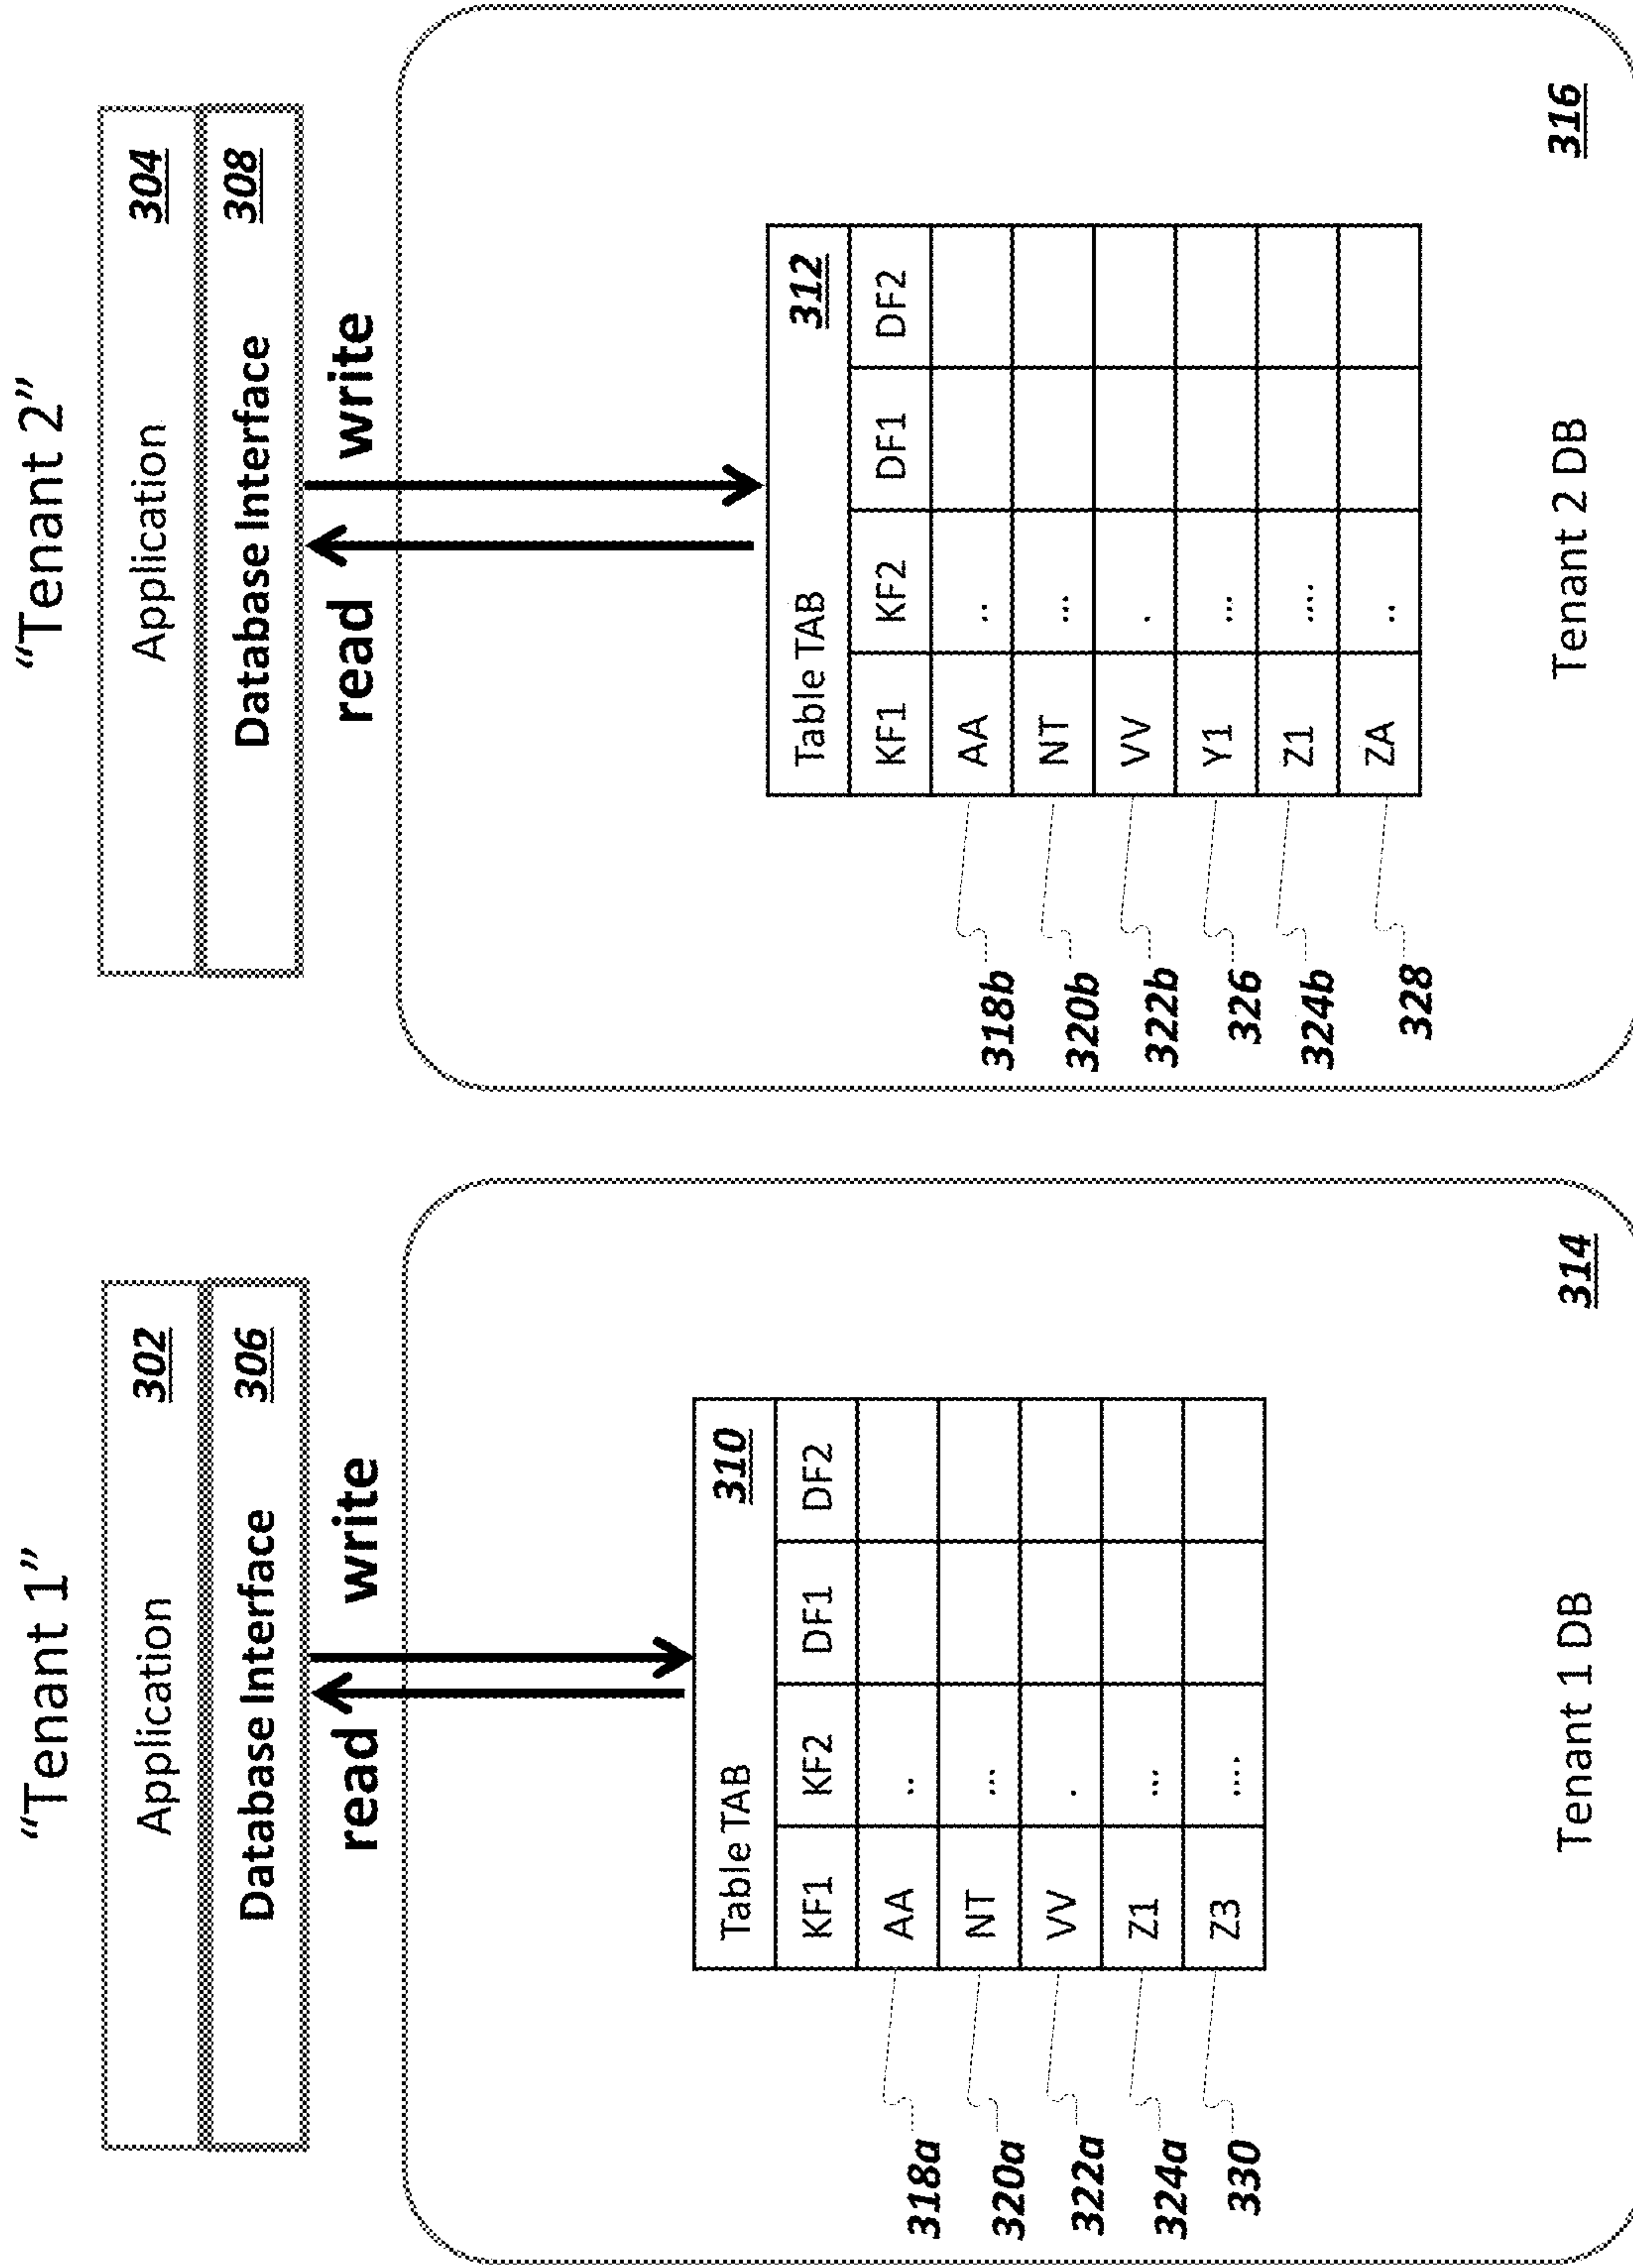 “Tenant 1”
Application 302
Database Interface 306
read write
Table TAB 310
KF1 KF2 DF1 DF2
318a AA ..
320a NT ...
322a VV .
324a Z1 ...
330 Z3 ....
Tenant 1 DB 314
“Tenant 2”
Application 304
Database Interface 308
read write
Table TAB 312
KF1 KF2 DF1 DF2
318b AA ..
320b NT ...
322b VV .
326 Y1 ...
324b Z1 ....
328 ZA ..
Tenant 2 DB 316